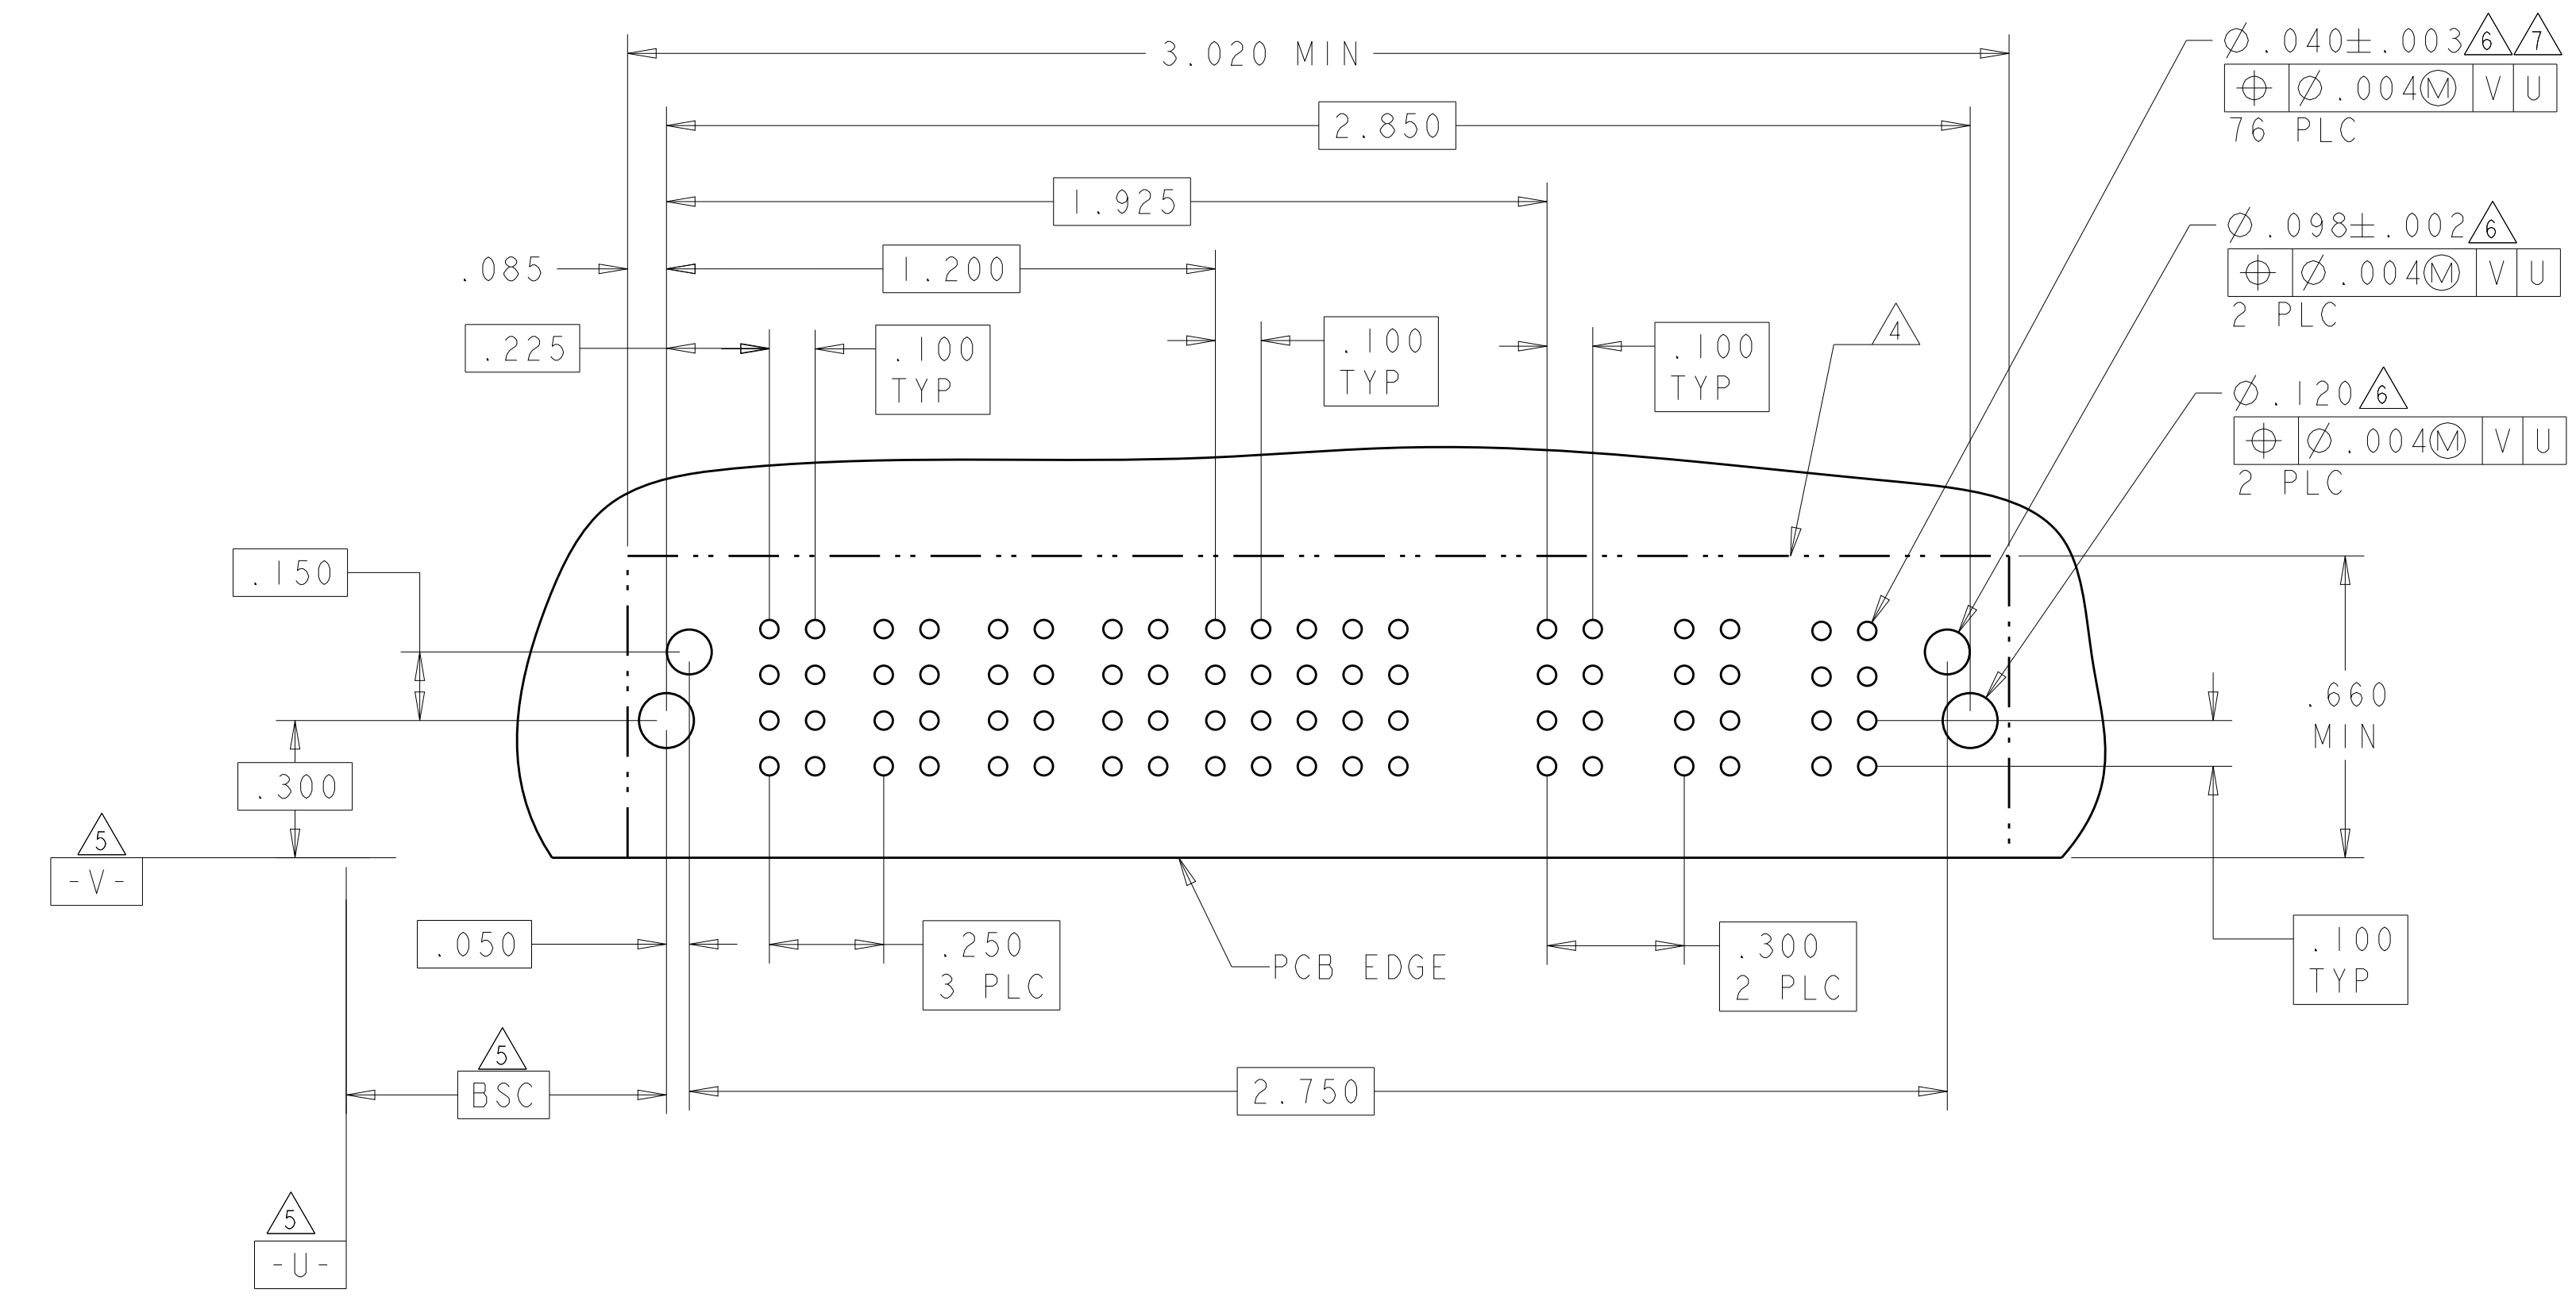 3.020 MIN
2.850
1.925
.085
1.200
.225
.100
TYP
.100
TYP
.100
TYP
4
⌀.040±.003 6 7
⌖ ⌀.004Ⓜ V U
76 PLC
⌀.098±.002 6
⌖ ⌀.004Ⓜ V U
2 PLC
⌀.120 6
⌖ ⌀.004Ⓜ V U
2 PLC
.150
.300
5
-V-
.660
MIN
.050
.250
3 PLC
PCB EDGE
.300
2 PLC
.100
TYP
5
BSC
2.750
5
-U-